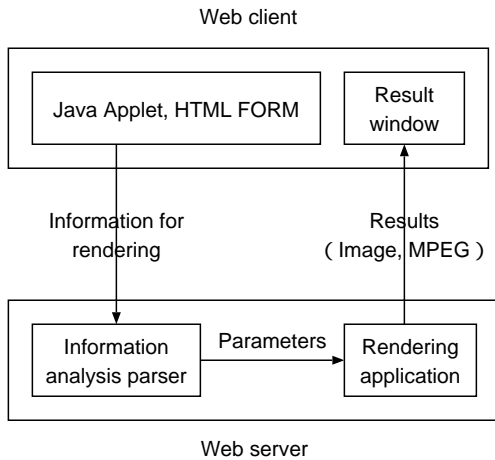 Web client
Java Applet, HTML FORM
Result
window
Information for
rendering
Results
( Image, MPEG )
Information
analysis parser
Parameters
Rendering
application
Web server